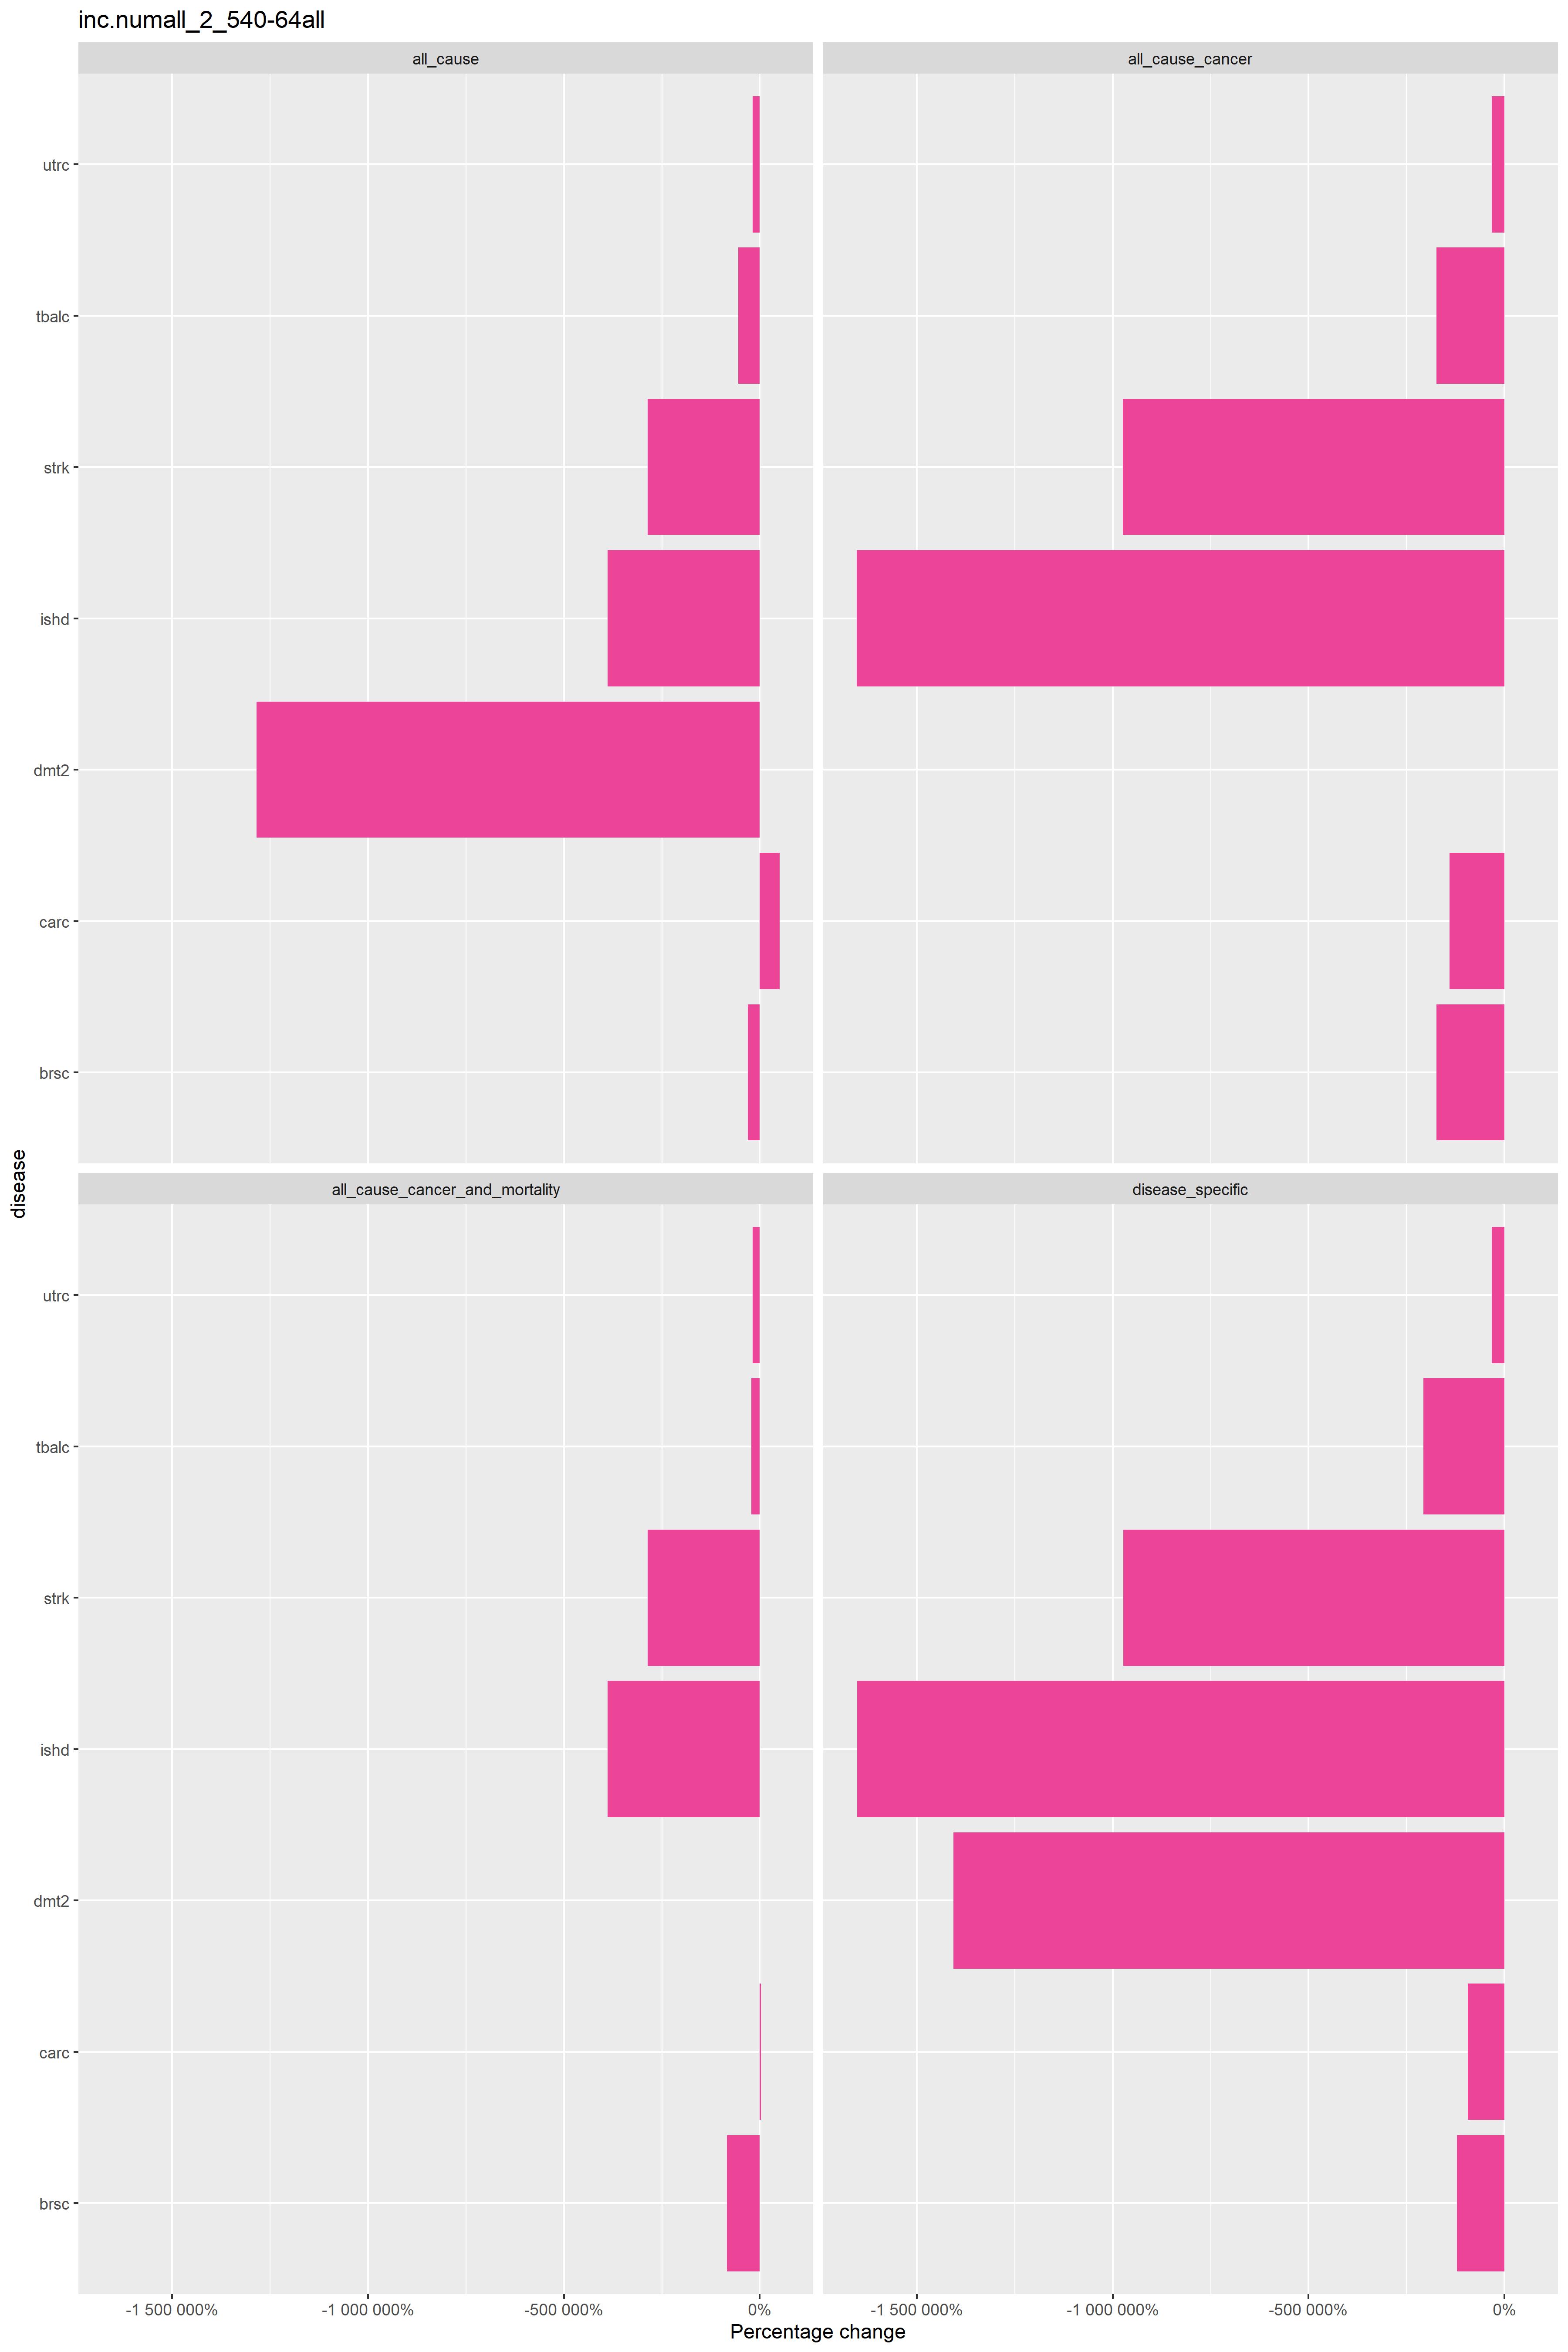 inc.numall_2_540-64all
all_cause
all_cause_cancer
utrc
tbalc
strk
ishd
dmt2
carc
brsc
disease
all_cause_cancer_and_mortality
disease_specific
utrc
tbalc
strk
ishd
dmt2
carc
brsc
-1 500 000%
-1 000 000%
-500 000%
0%
-1 500 000%
-1 000 000%
-500 000%
0%
Percentage change